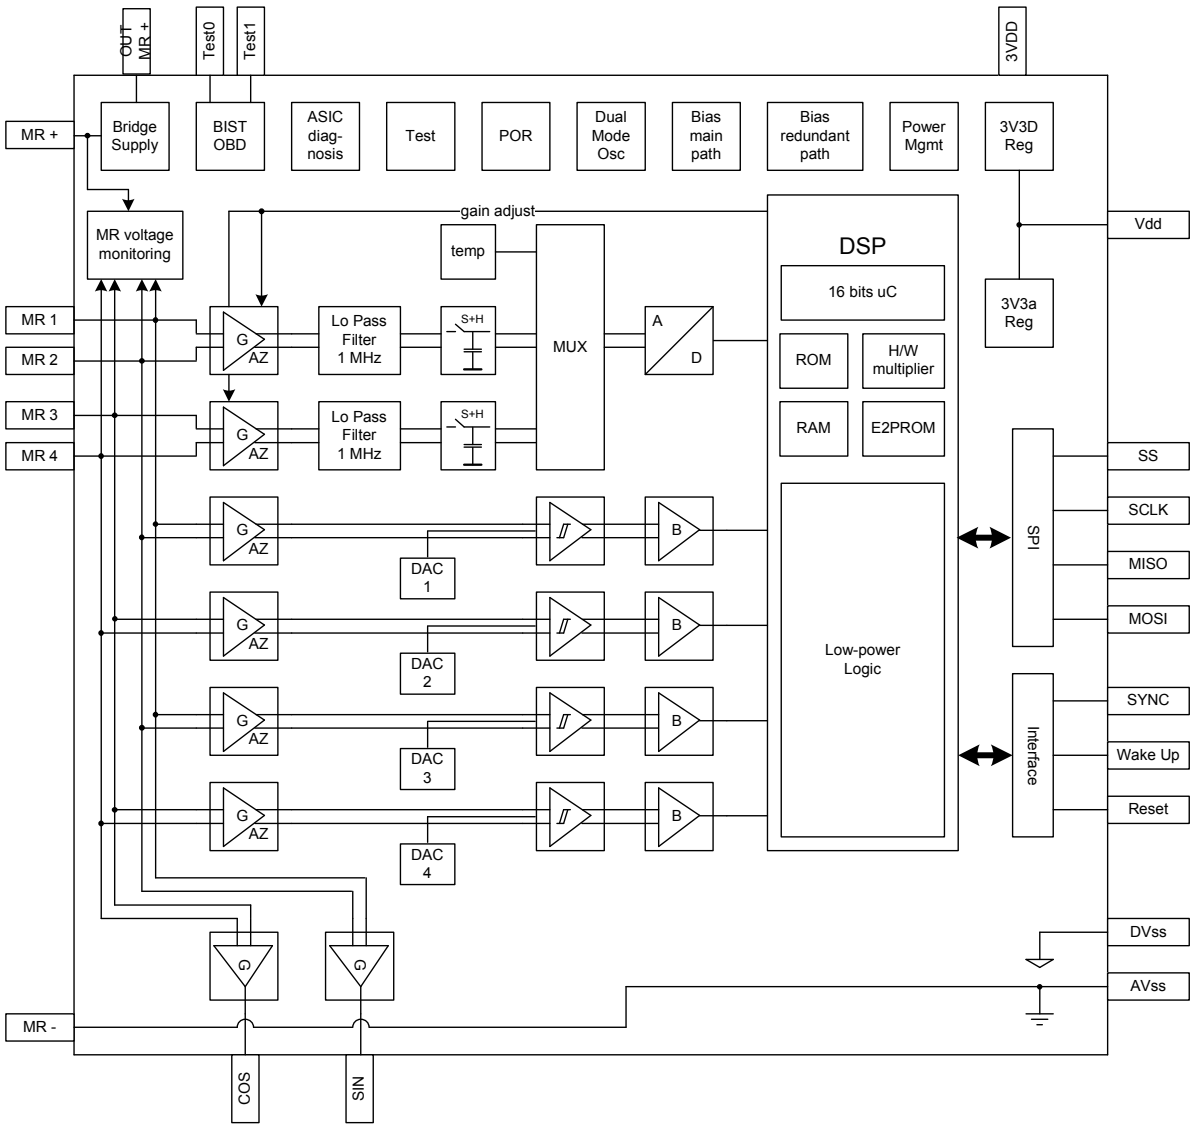 OUT
MR +
Test0
Test1
3VDD
MR +
Bridge
Supply
BIST
OBD
ASIC
diag-
nosis
Test
POR
Dual
Mode
Osc
Bias
main
path
Bias
redundant
path
Power
Mgmt
3V3D
Reg
MR voltage
monitoring
gain adjust
temp
DSP
Vdd
16 bits uC
3V3a
Reg
MR 1
MR 2
G
AZ
Lo Pass
Filter
1 MHz
S+H
MUX
A
D
ROM
H/W
multiplier
MR 3
MR 4
G
AZ
Lo Pass
Filter
1 MHz
S+H
RAM
E2PROM
SS
SCLK
MISO
MOSI
SPI
G
AZ
DAC
1
B
G
AZ
DAC
2
B
Low-power
Logic
G
AZ
DAC
3
B
G
AZ
DAC
4
B
Interface
SYNC
Wake Up
Reset
G
G
DVss
AVss
MR -
COS
SIN